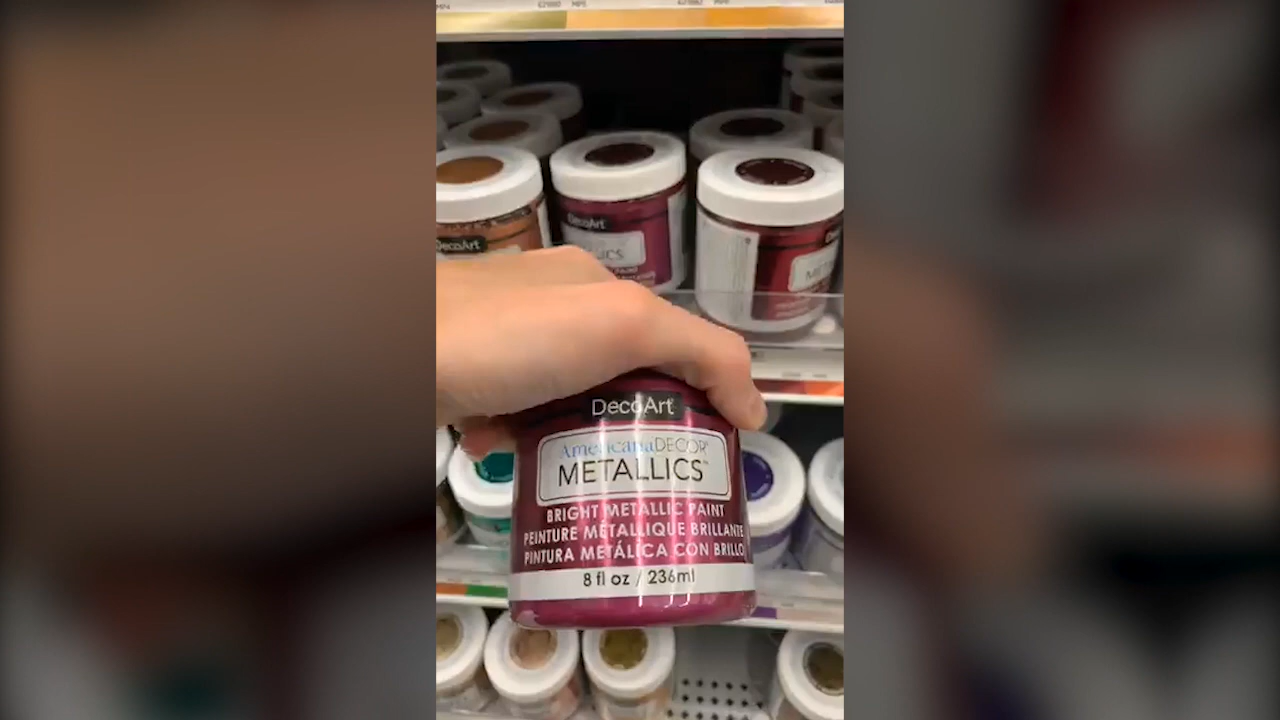 DecoArt
DecoArt
METALLICS
DecoArt
AmericanaDECOR®
METALLICS™
BRIGHT METALLIC PAINT
PEINTURE MÉTALLIQUE BRILLANTE
PINTURA METÁLICA CON BRILLO
8 fl oz / 236ml